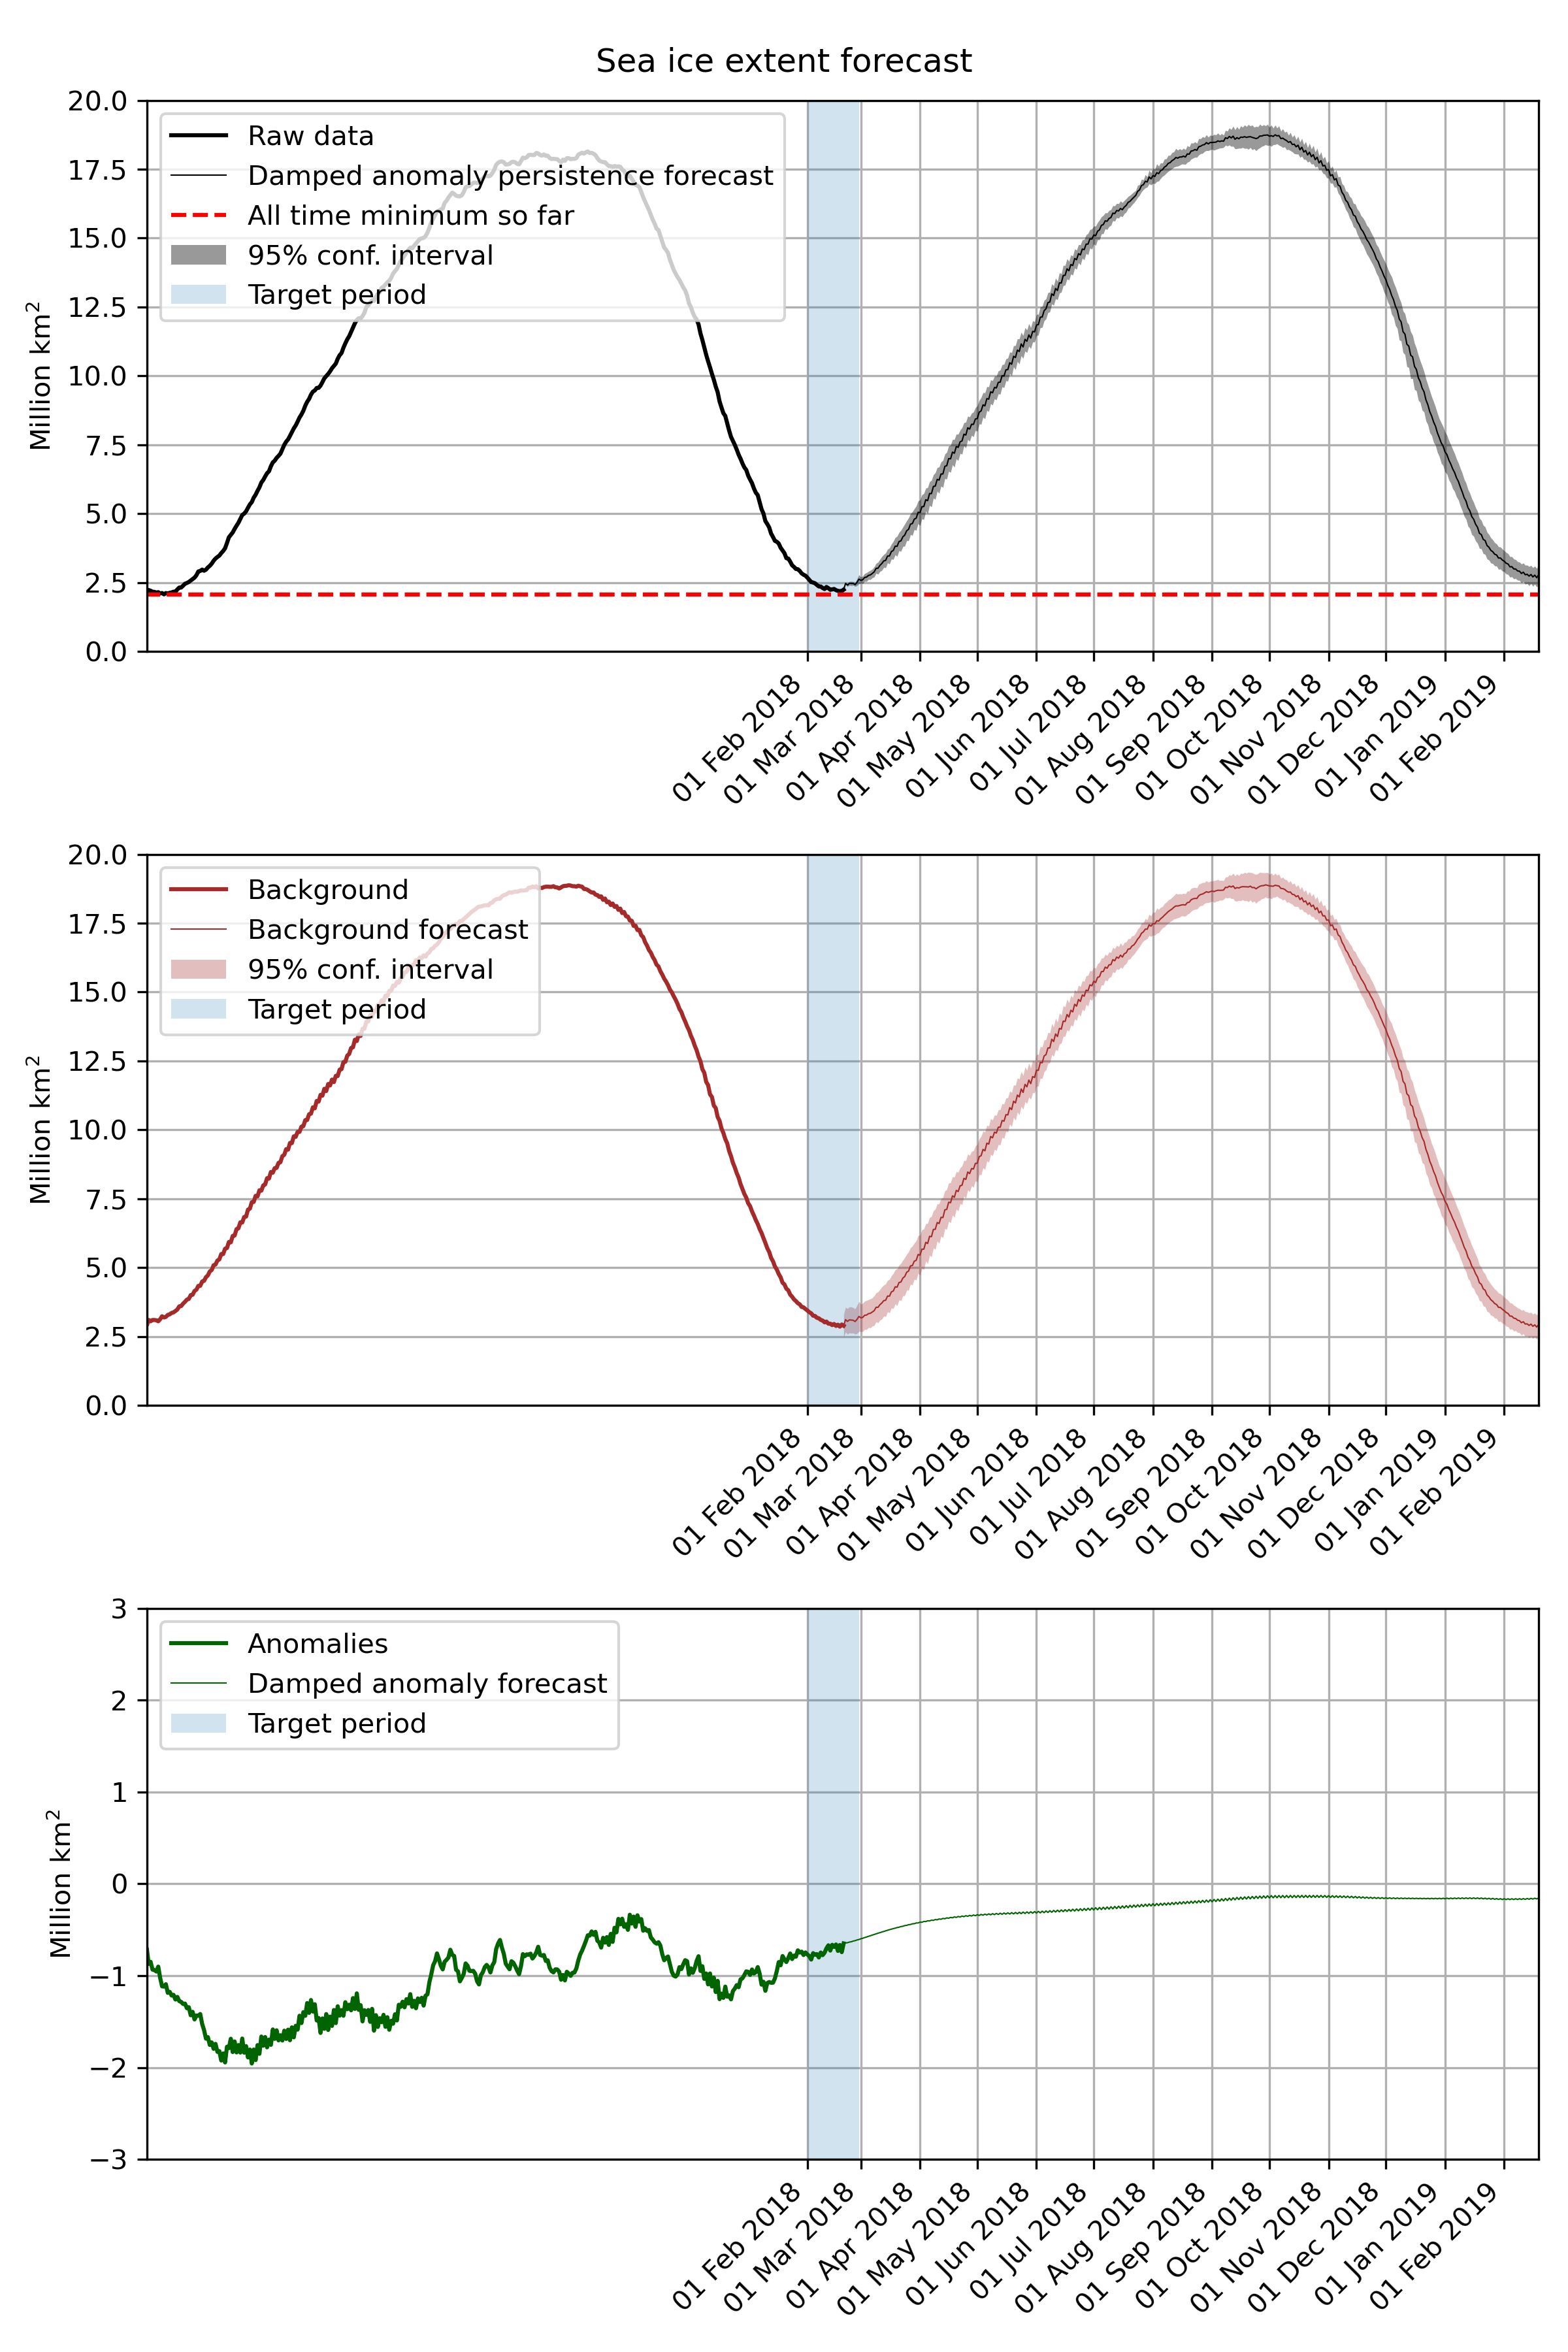 Sea ice extent forecast
20.0
17.5
15.0
12.5
10.0
7.5
5.0
2.5
0.0
Million km²
Raw data
Damped anomaly persistence forecast
All time minimum so far
95% conf. interval
Target period
01 Feb 2018
01 Mar 2018
01 Apr 2018
01 May 2018
01 Jun 2018
01 Jul 2018
01 Aug 2018
01 Sep 2018
01 Oct 2018
01 Nov 2018
01 Dec 2018
01 Jan 2019
01 Feb 2019
20.0
17.5
15.0
12.5
10.0
7.5
5.0
2.5
0.0
Million km²
Background
Background forecast
95% conf. interval
Target period
01 Feb 2018
01 Mar 2018
01 Apr 2018
01 May 2018
01 Jun 2018
01 Jul 2018
01 Aug 2018
01 Sep 2018
01 Oct 2018
01 Nov 2018
01 Dec 2018
01 Jan 2019
01 Feb 2019
3
2
1
0
−1
−2
−3
Million km²
Anomalies
Damped anomaly forecast
Target period
01 Feb 2018
01 Mar 2018
01 Apr 2018
01 May 2018
01 Jun 2018
01 Jul 2018
01 Aug 2018
01 Sep 2018
01 Oct 2018
01 Nov 2018
01 Dec 2018
01 Jan 2019
01 Feb 2019